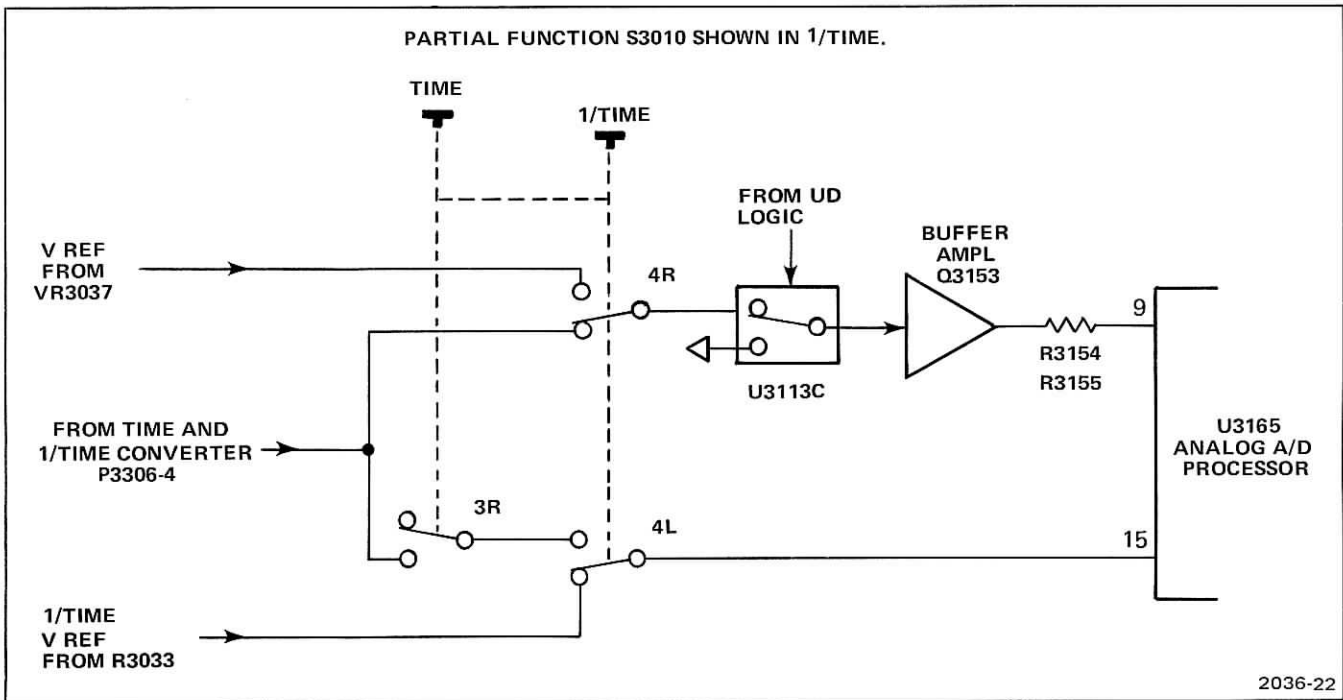 PARTIAL FUNCTION S3010 SHOWN IN 1/TIME.
TIME
1/TIME
FROM UD
LOGIC
V REF
FROM
VR3037
4R
BUFFER
AMPL
Q3153
9
R3154
R3155
U3113C
FROM TIME AND
1/TIME CONVERTER
P3306-4
U3165
ANALOG A/D
PROCESSOR
3R
4L
15
1/TIME
V REF
FROM R3033
2036-22